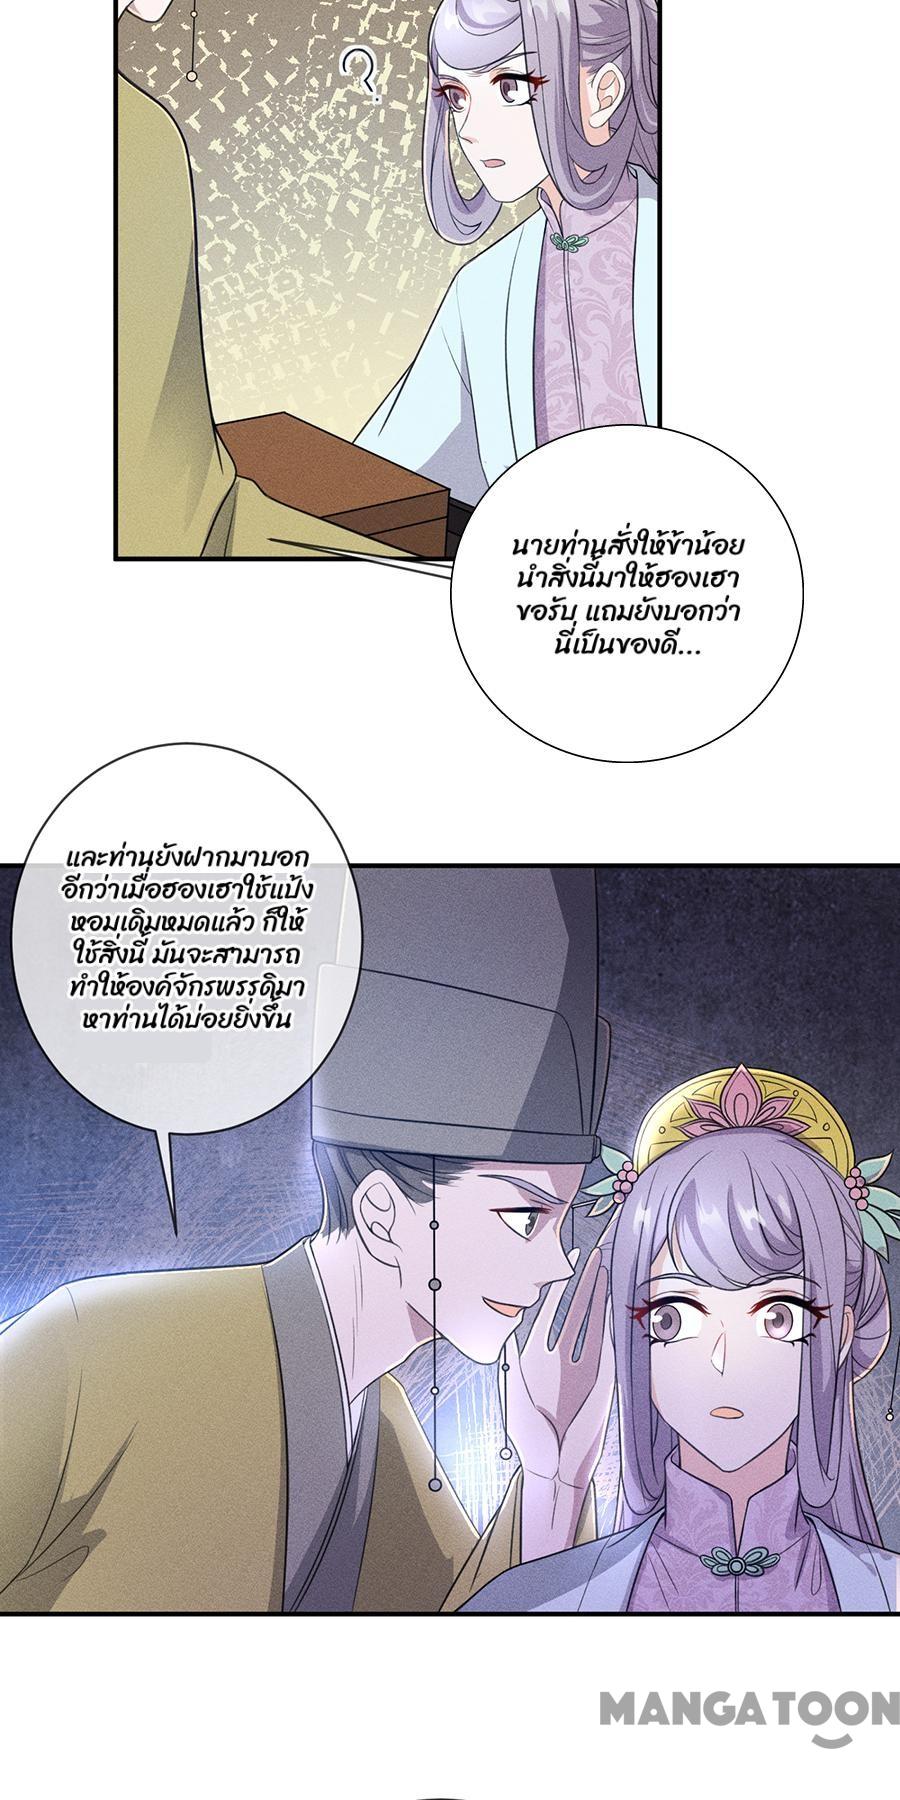 ?
นายท่านสั่งให้ข้าน้อย
นำสิ่งนี้มาให้ฮองเฮา
ขอรับ แถมยังบอกว่า
นี่เป็นของดี...
และท่านยังฝากมาบอก
อีกว่าเมื่อฮองเฮาใช้แป้ง
หอมเดิมหมดแล้ว ก็ให้
ใช้สิ่งนี้ มันจะสามารถ
ทำให้องค์จักรพรรดิมา
หาท่านได้บ่อยยิ่งขึ้น
MANGATOON